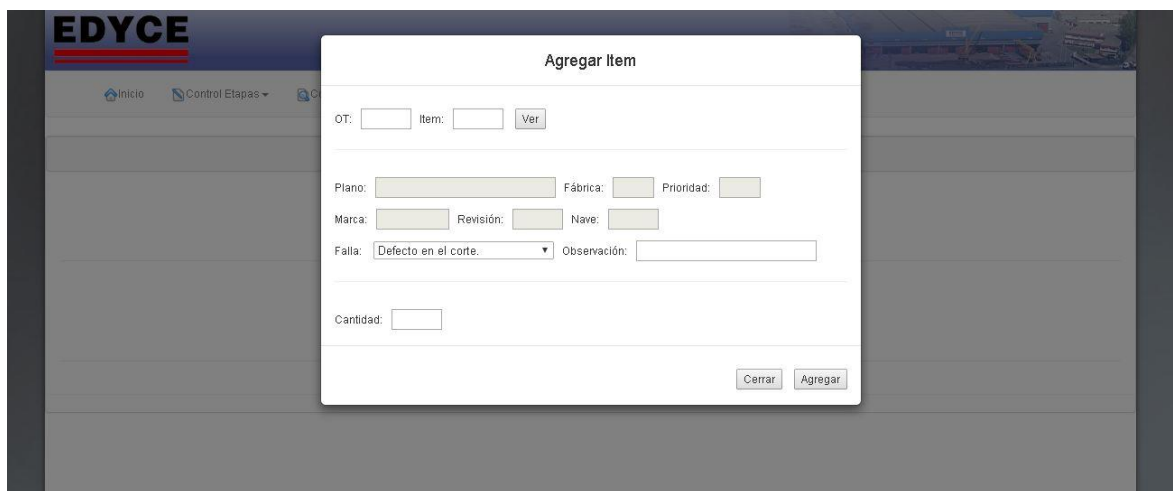 EDYCE
Agregar Item
Inicio Control Etapas
OT: Item: Ver
Plano: Fábrica: Prioridad:
Marca: Revisión: Nave:
Falla: Defecto en el corte. Observación:
Cantidad:
Cerrar Agregar